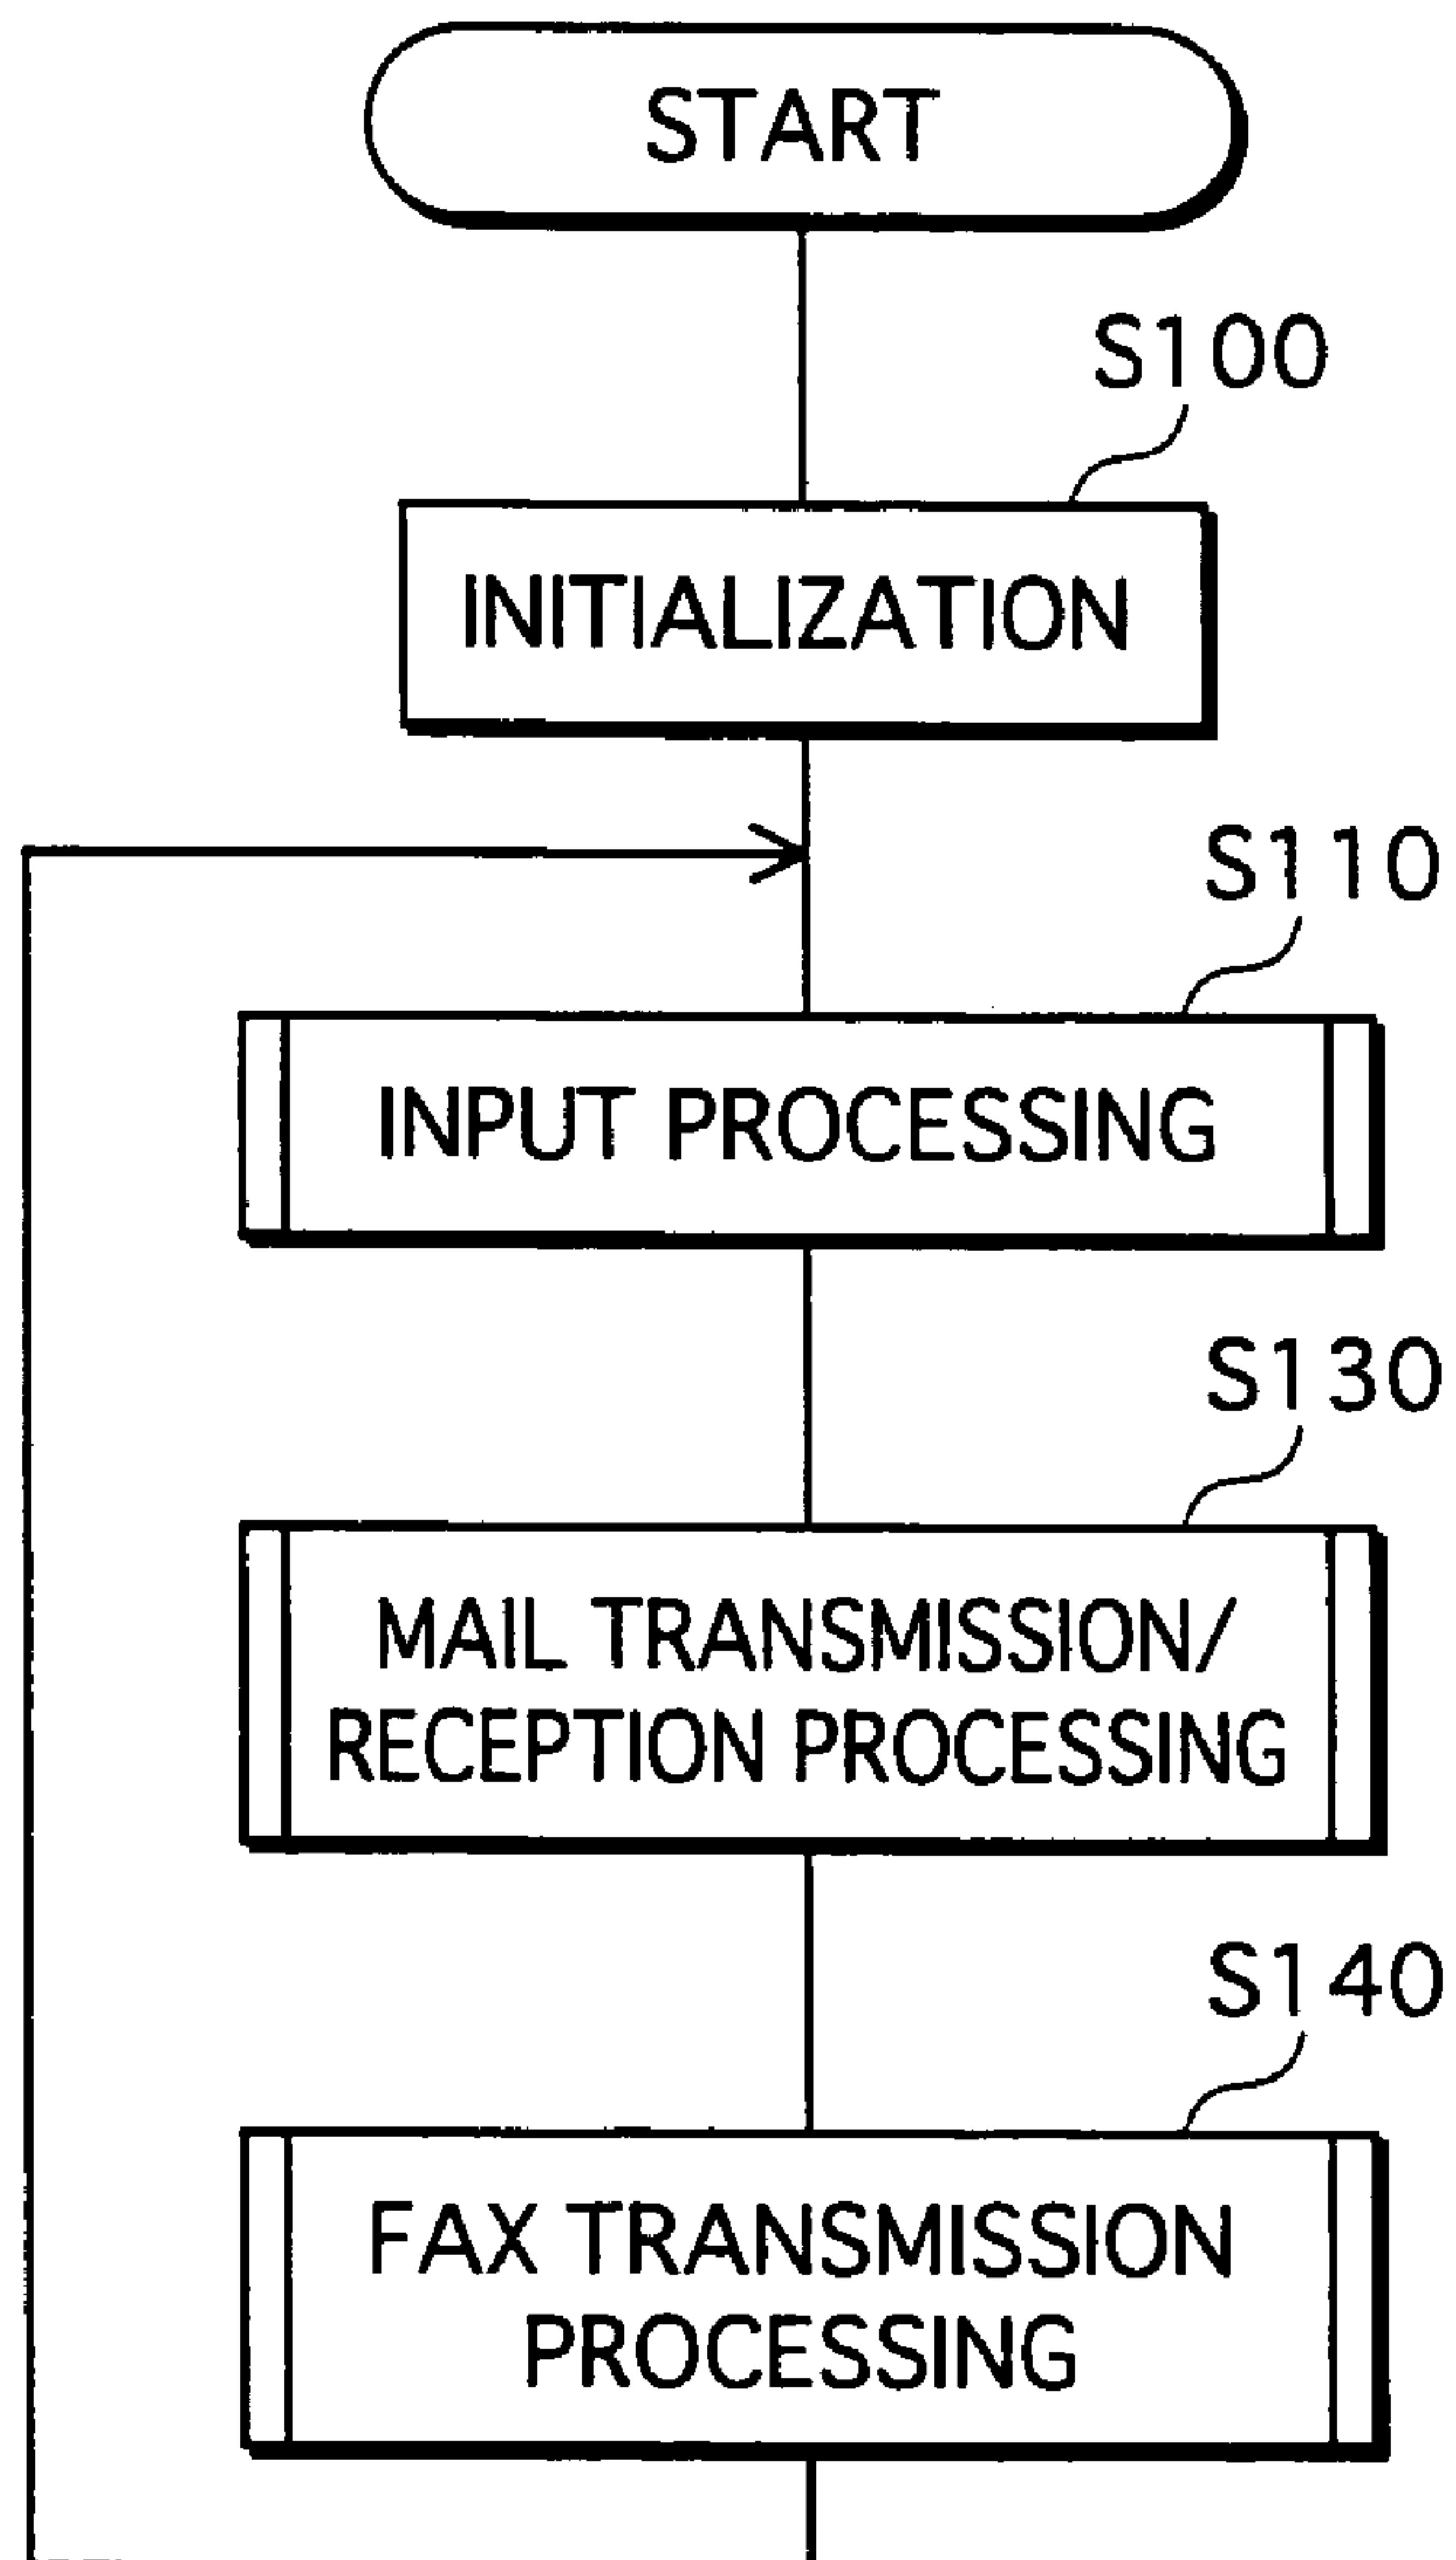 START
S100
INITIALIZATION
S110
INPUT PROCESSING
S130
MAIL TRANSMISSION/
RECEPTION PROCESSING
S140
FAX TRANSMISSION
PROCESSING